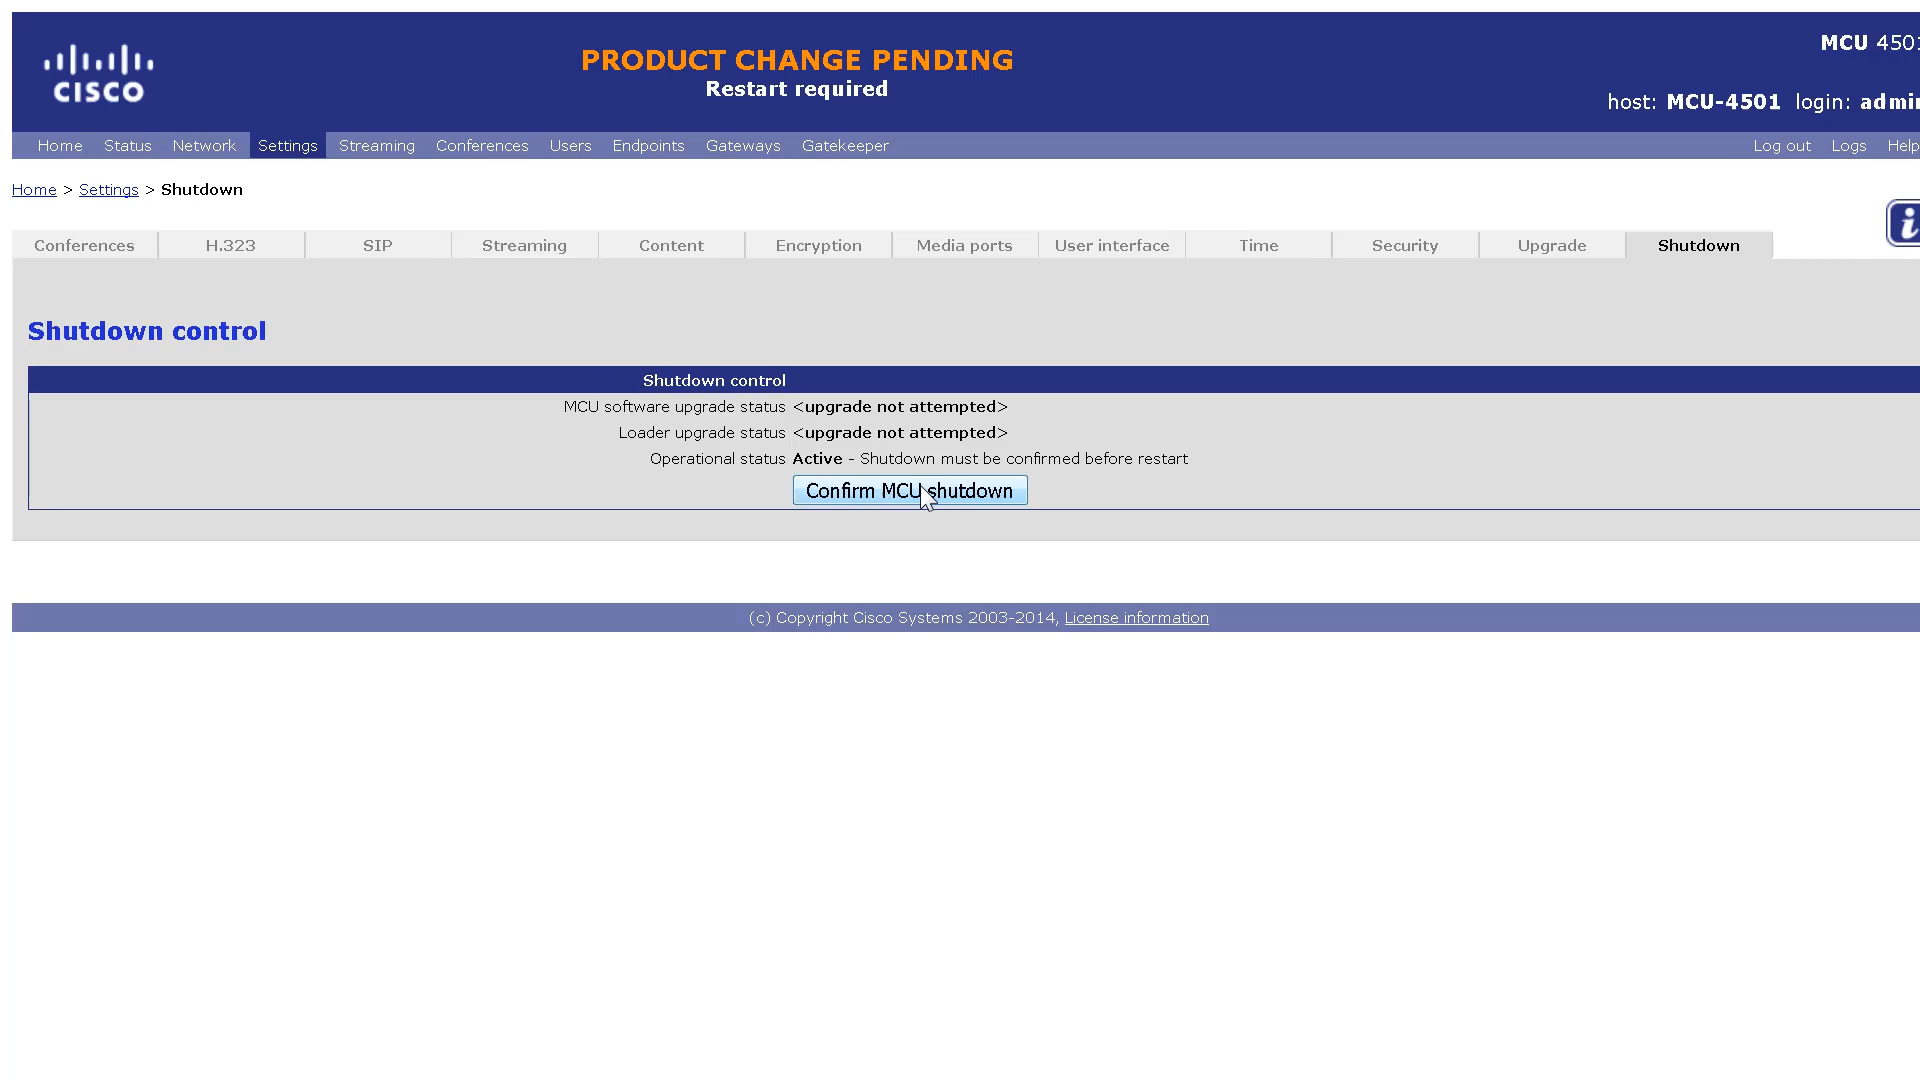 CISCO
PRODUCT CHANGE PENDING
Restart required
MCU 4501
host: MCU-4501 login: admin
Home Status Network Settings Streaming Conferences Users Endpoints Gateways Gatekeeper Log out Logs Help
Home > Settings > Shutdown
i
Conferences H.323 SIP Streaming Content Encryption Media ports User interface Time Security Upgrade Shutdown
Shutdown control
Shutdown control
MCU software upgrade status <upgrade not attempted>
Loader upgrade status <upgrade not attempted>
Operational status Active - Shutdown must be confirmed before restart
Confirm MCU shutdown
(c) Copyright Cisco Systems 2003-2014, License information